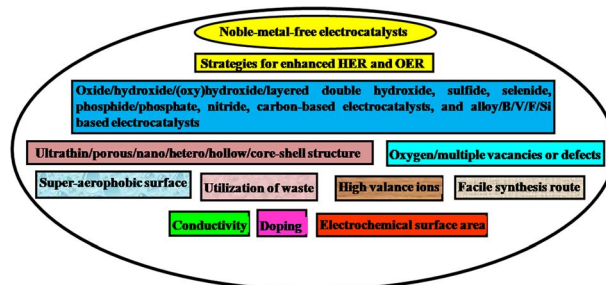 Noble-metal-free electrocatalysts
Strategies for enhanced HER and OER
Oxide/hydroxide/(oxy)hydroxide/layered double hydroxide, sulfide, selenide,
phosphide/phosphate, nitride, carbon-based electrocatalysts, and alloy/B/V/F/Si
based electrocatalysts
Ultrathin/porous/nano/hetero/hollow/core-shell structure
Oxygen/multiple vacancies or defects
Super-aerophobic surface
Utilization of waste
High valance ions
Facile synthesis route
Conductivity
Doping
Electrochemical surface area